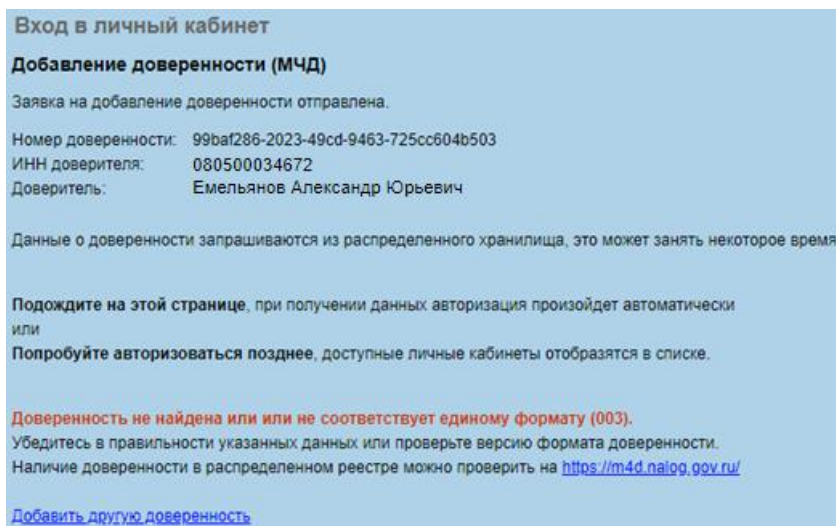 Вход в личный кабинет
Добавление доверенности (МЧД)
Заявка на добавление доверенности отправлена.
Номер доверенности: 99baf286-2023-49cd-9463-725cc604b503
ИНН доверителя: 080500034672
Доверитель: Емельянов Александр Юрьевич
Данные о доверенности запрашиваются из распределенного хранилища, это может занять некоторое время
Подождите на этой странице, при получении данных авторизация произойдет автоматически
или
Попробуйте авторизоваться позднее, доступные личные кабинеты отобразятся в списке.
Доверенность не найдена или или не соответствует единому формату (003).
Убедитесь в правильности указанных данных или проверьте версию формата доверенности.
Наличие доверенности в распределенном реестре можно проверить на https://m4d.nalog.gov.ru/
Добавить другую доверенность